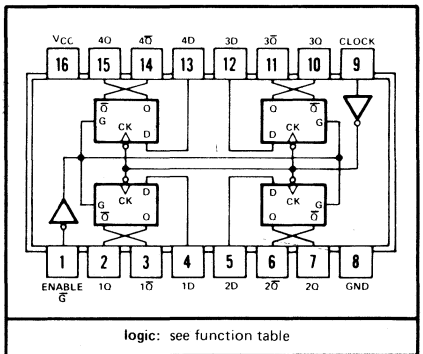 VCC 4Q 4Q̅ 4D 3D 3Q̅ 3Q CLOCK
16 15 14 13 12 11 10 9
Q̅ Q Q Q̅
G G
CK CK
D D
D D
CK CK
G G
Q̅ Q Q Q̅
1 2 3 4 5 6 7 8
ENABLE 1Q 1Q̅ 1D 2D 2Q̅ 2Q GND
G̅
logic: see function table